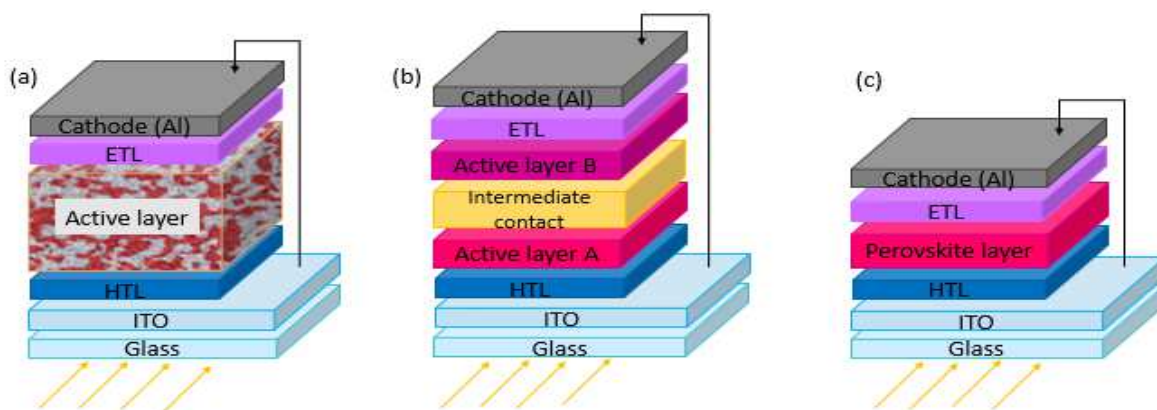 (a)
Cathode (Al)
ETL
Active layer
HTL
ITO
Glass
(b)
Cathode (Al)
ETL
Active layer B
Intermediate
contact
Active layer A
HTL
ITO
Glass
(c)
Cathode (Al)
ETL
Perovskite layer
HTL
ITO
Glass